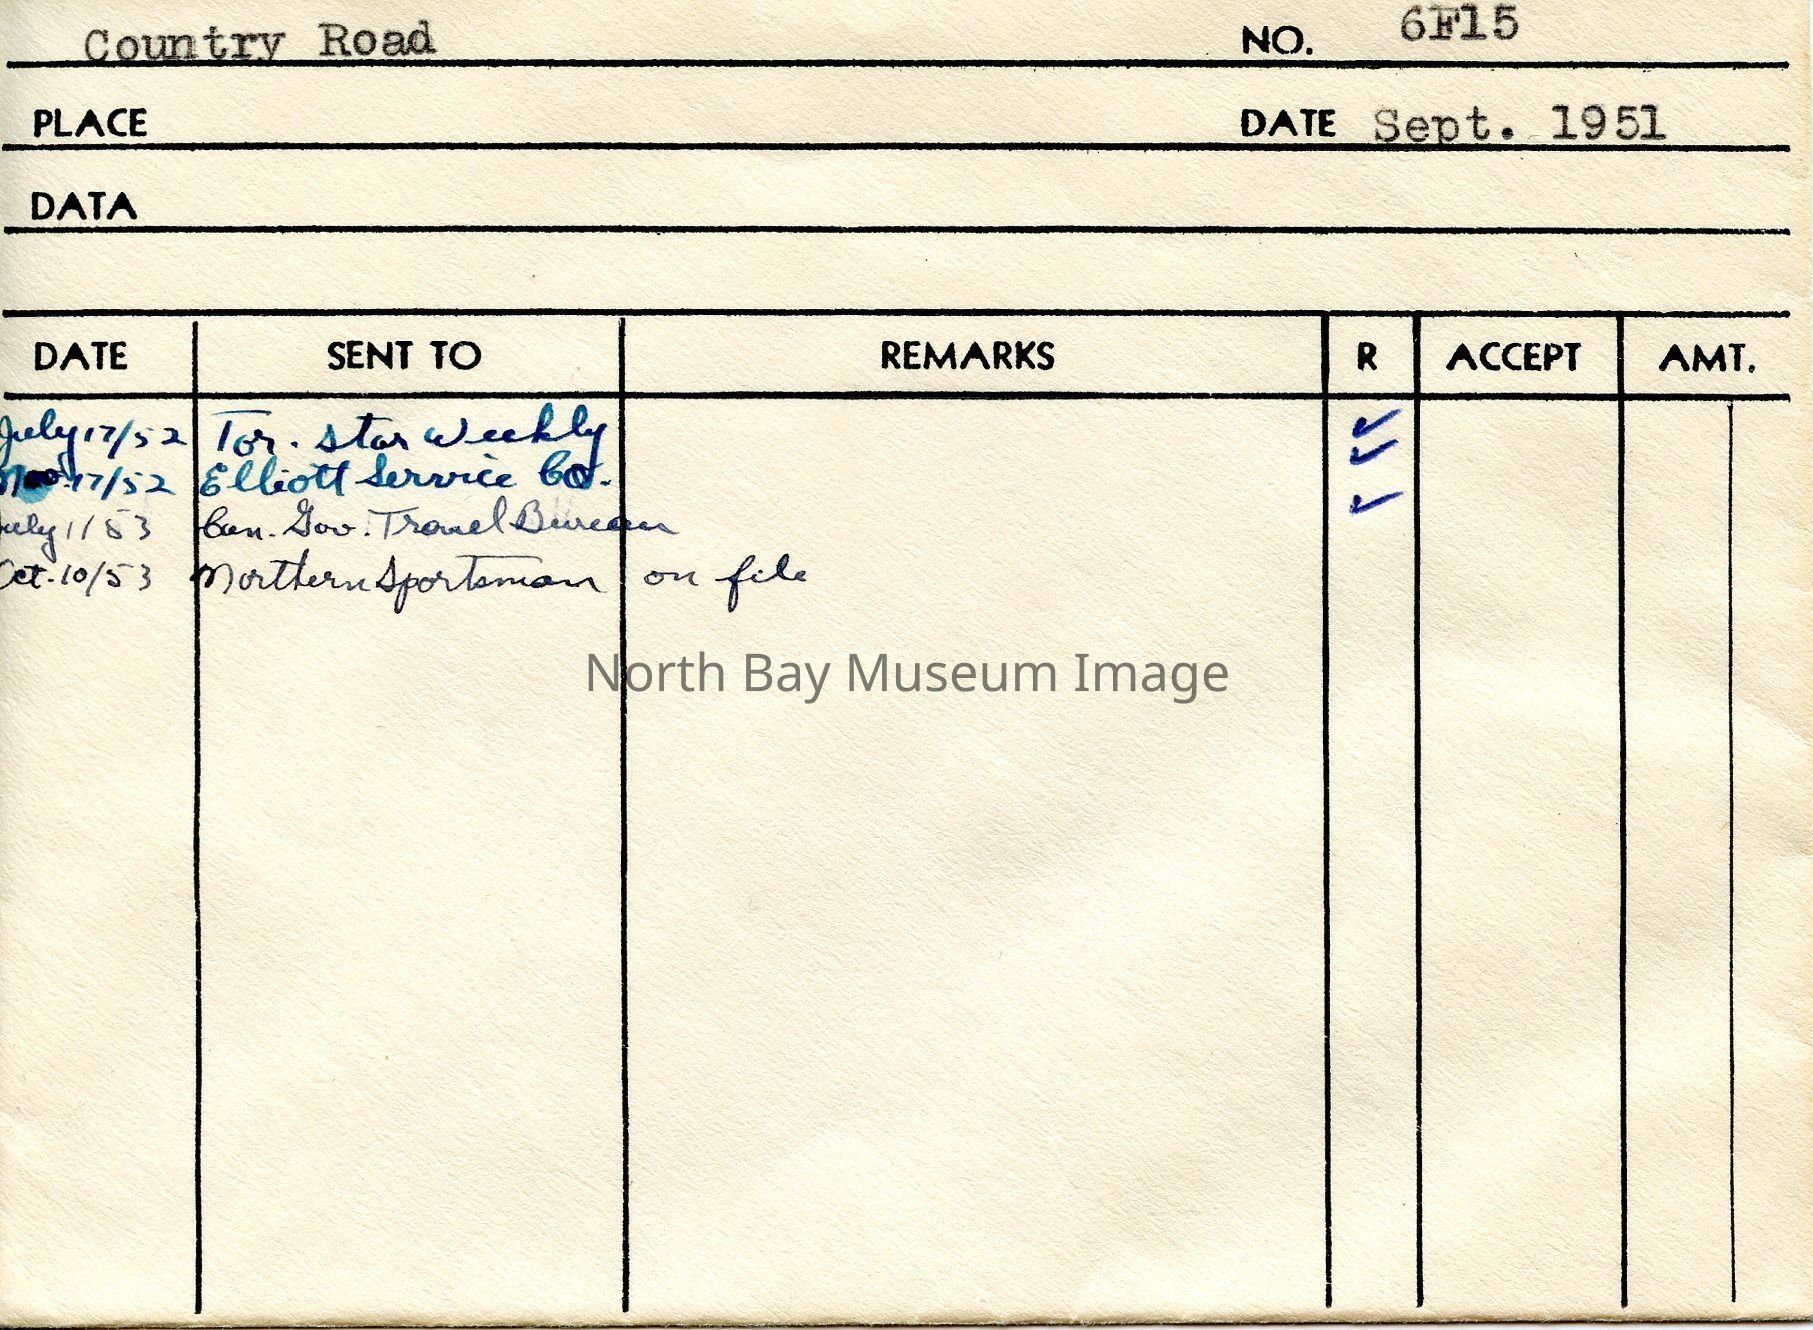 Country Road NO. 6F15
PLACE DATE Sept. 1951
DATA
DATE SENT TO REMARKS R ACCEPT AMT.
July 17/52 Tor. Star Weekly ✓
Nov. 17/52 Elliott Service Co. ✓
July 1/53 Can. Gov. Travel Bureau ✓
Oct. 10/53 Northern Sportsman on file
North Bay Museum Image